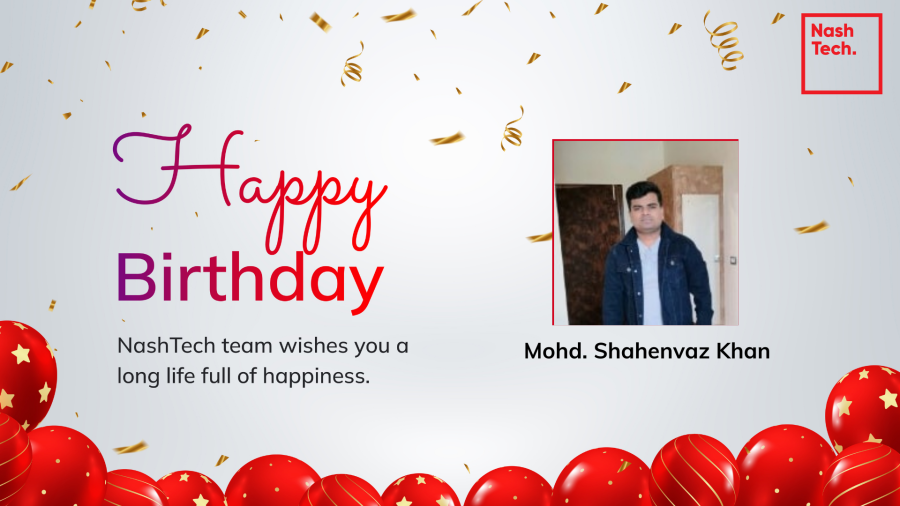 Nash
Tech.
Happy
Birthday
NashTech team wishes you a
long life full of happiness.
Mohd. Shahenvaz Khan